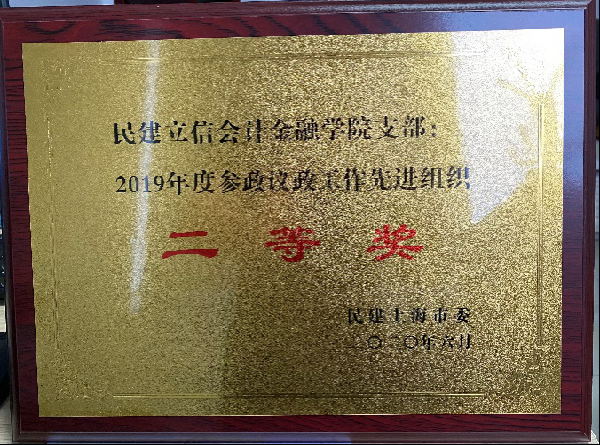 民建立信会计金融学院支部：
2019年度参政议政工作先进组织
二等奖
民建上海市委
二〇二〇年六月